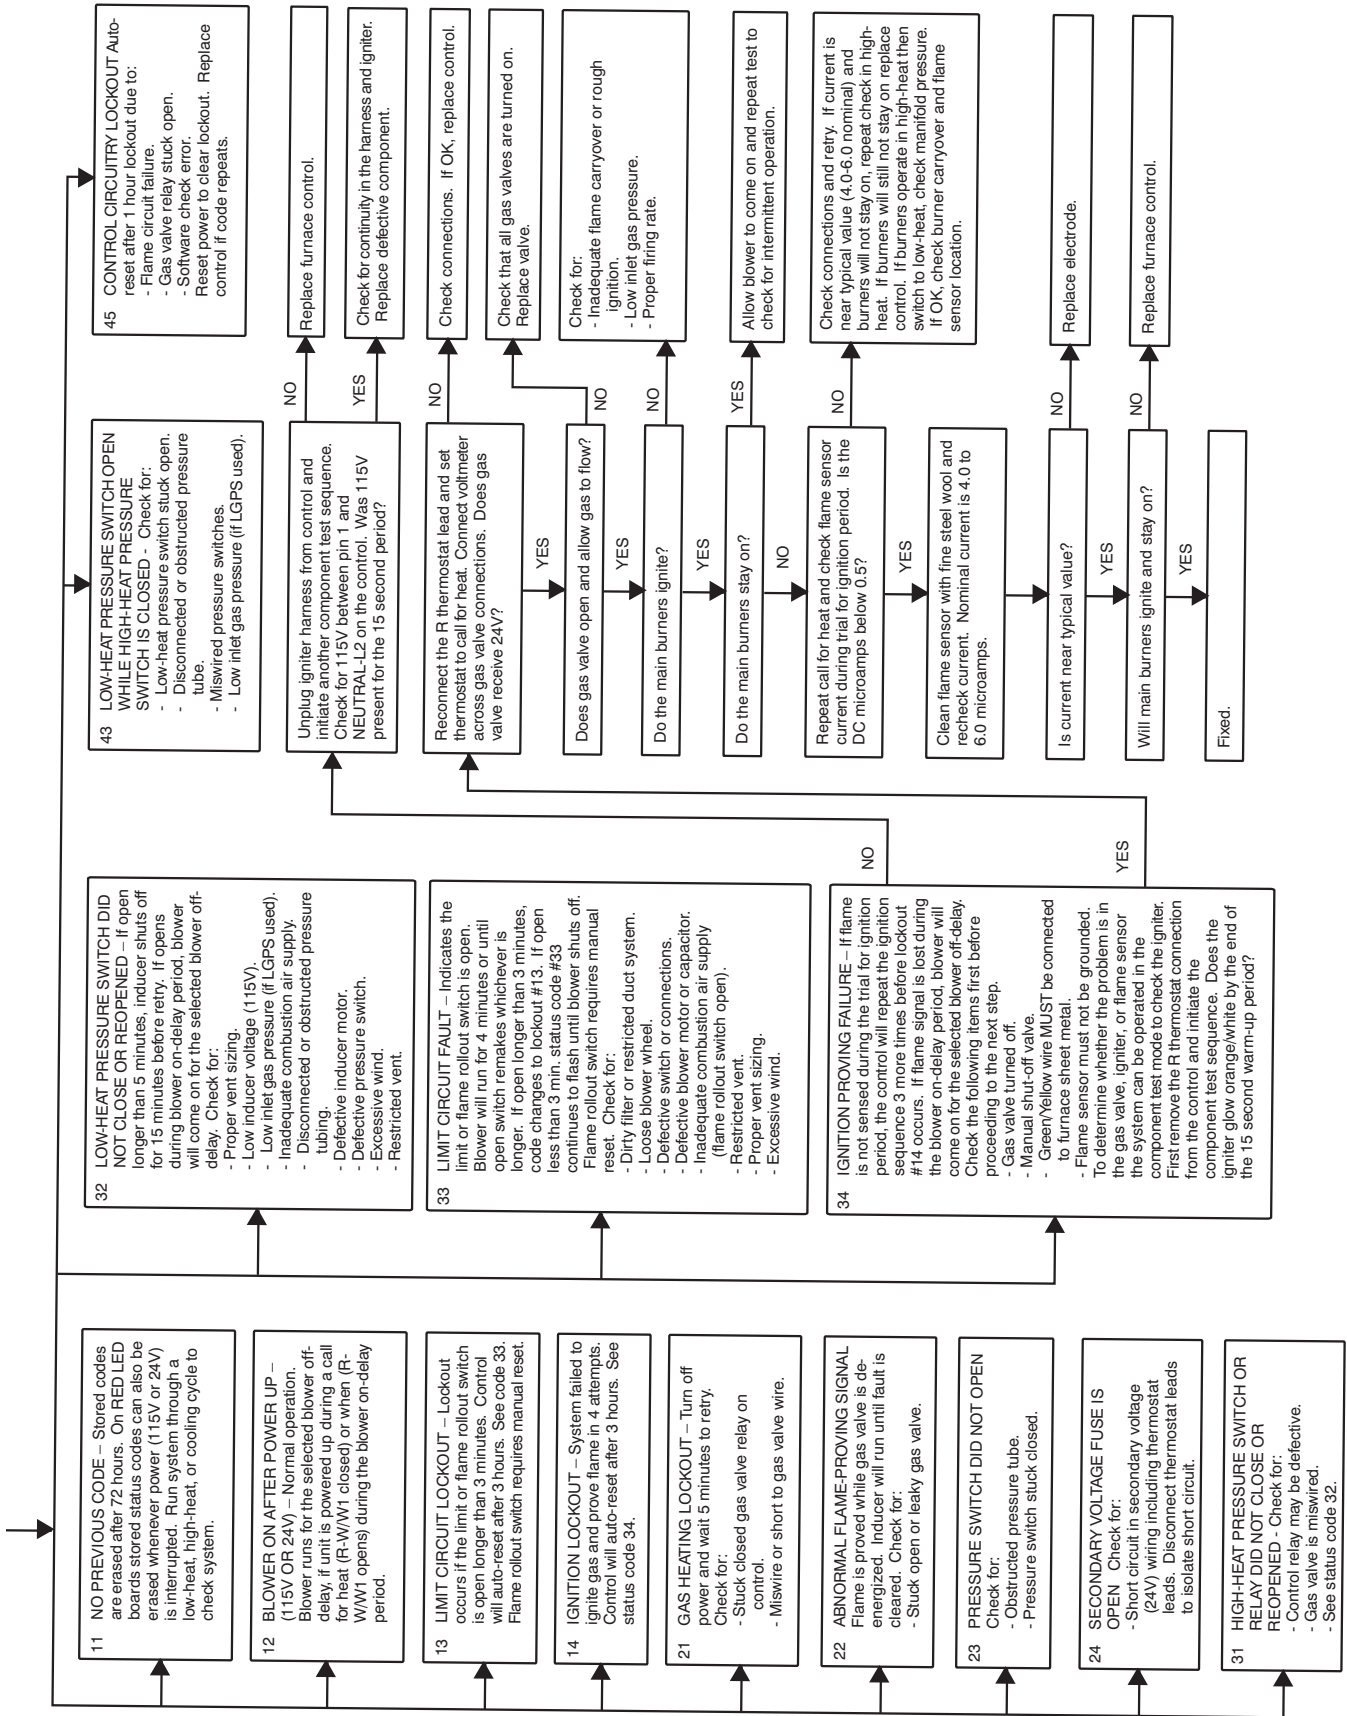 11 NO PREVIOUS CODE – Stored codes
are erased after 72 hours. On RED LED
boards stored status codes can also be
erased whenever power (115V or 24V)
is interrupted. Run system through a
low-heat, high-heat, or cooling cycle to
check system.
12 BLOWER ON AFTER POWER UP –
(115V OR 24V) – Normal operation.
Blower runs for the selected blower off-
delay, if unit is powered up during a call
for heat (R-W/W1 closed) or when (R-
W/W1 opens) during the blower on-delay
period.
13 LIMIT CIRCUIT LOCKOUT – Lockout
occurs if the limit or flame rollout switch
is open longer than 3 minutes. Control
will auto-reset after 3 hours. See code 33.
Flame rollout switch requires manual reset.
14 IGNITION LOCKOUT – System failed to
ignite gas and prove flame in 4 attempts.
Control will auto-reset after 3 hours. See
status code 34.
21 GAS HEATING LOCKOUT – Turn off
power and wait 5 minutes to retry.
Check for:
- Stuck closed gas valve relay on
control.
- Miswire or short to gas valve wire.
22 ABNORMAL FLAME-PROVING SIGNAL
Flame is proved while gas valve is de-
energized. Inducer will run until fault is
cleared. Check for:
- Stuck open or leaky gas valve.
23 PRESSURE SWITCH DID NOT OPEN
Check for:
- Obstructed pressure tube.
- Pressure switch stuck closed.
24 SECONDARY VOLTAGE FUSE IS
OPEN Check for:
- Short circuit in secondary voltage
(24V) wiring including thermostat
leads. Disconnect thermostat leads
to isolate short circuit.
31 HIGH-HEAT PRESSURE SWITCH OR
RELAY DID NOT CLOSE OR
REOPENED - Check for:
- Control relay may be defective.
- Gas valve is miswired.
- See status code 32.
32 LOW-HEAT PRESSURE SWITCH DID
NOT CLOSE OR REOPENED – If open
longer than 5 minutes, inducer shuts off
for 15 minutes before retry. If opens
during blower on-delay period, blower
will come on for the selected blower off-
delay. Check for:
- Proper vent sizing.
- Low inducer voltage (115V).
- Low inlet gas pressure (if LGPS used).
- Inadequate combustion air supply.
- Disconnected or obstructed pressure
tubing.
- Defective inducer motor.
- Defective pressure switch.
- Excessive wind.
- Restricted vent.
33 LIMIT CIRCUIT FAULT – Indicates the
limit or flame rollout switch is open.
Blower will run for 4 minutes or until
open switch remakes whichever is
longer. If open longer than 3 minutes,
code changes to lockout #13. If open
less than 3 min. status code #33
continues to flash until blower shuts off.
Flame rollout switch requires manual
reset. Check for:
- Dirty filter or restricted duct system.
- Loose blower wheel.
- Defective switch or connections.
- Defective blower motor or capacitor.
- Inadequate combustion air supply
(flame rollout switch open).
- Restricted vent.
- Proper vent sizing.
- Excessive wind.
34 IGNITION PROVING FAILURE – If flame
is not sensed during the trial for ignition
period, the control will repeat the ignition
sequence 3 more times before lockout
#14 occurs. If flame signal is lost during
the blower on-delay period, blower will
come on for the selected blower off-delay.
Check the following items first before
proceeding to the next step.
- Gas valve turned off.
- Manual shut-off valve.
- Green/Yellow wire MUST be connected
to furnace sheet metal.
- Flame sensor must not be grounded.
To determine whether the problem is in
the gas valve, igniter, or flame sensor
the system can be operated in the
component test mode to check the igniter.
First remove the R thermostat connection
from the control and initiate the
component test sequence. Does the
igniter glow orange/white by the end of
the 15 second warm-up period?
NO
YES
43 LOW-HEAT PRESSURE SWITCH OPEN
WHILE HIGH-HEAT PRESSURE
SWITCH IS CLOSED - Check for:
- Low-heat pressure switch stuck open.
- Disconnected or obstructed pressure
tube.
- Miswired pressure switches.
- Low inlet gas pressure (if LGPS used).
Unplug igniter harness from control and
initiate another component test sequence.
Check for 115V between pin 1 and
NEUTRAL-L2 on the control. Was 115V
present for the 15 second period?
NO
YES
Reconnect the R thermostat lead and set
thermostat to call for heat. Connect voltmeter
across gas valve connections. Does gas
valve receive 24V?
NO
YES
Does gas valve open and allow gas to flow?
NO
YES
Do the main burners ignite?
NO
YES
Do the main burners stay on?
YES
NO
Repeat call for heat and check flame sensor
current during trial for ignition period. Is the
DC microamps below 0.5?
NO
YES
Clean flame sensor with fine steel wool and
recheck current. Nominal current is 4.0 to
6.0 microamps.
Is current near typical value?
NO
YES
Will main burners ignite and stay on?
NO
YES
Fixed.
45 CONTROL CIRCUITRY LOCKOUT Auto-
reset after 1 hour lockout due to:
- Flame circuit failure.
- Gas valve relay stuck open.
- Software check error.
Reset power to clear lockout. Replace
control if code repeats.
Replace furnace control.
Check for continuity in the harness and igniter.
Replace defective component.
Check connections. If OK, replace control.
Check that all gas valves are turned on.
Replace valve.
Check for:
- Inadequate flame carryover or rough
ignition.
- Low inlet gas pressure.
- Proper firing rate.
Allow blower to come on and repeat test to
check for intermittent operation.
Check connections and retry. If current is
near typical value (4.0-6.0 nominal) and
burners will not stay on, repeat check in high-
heat. If burners will still not stay on replace
control. If burners operate in high-heat then
switch to low-heat, check manifold pressure.
If OK, check burner carryover and flame
sensor location.
Replace electrode.
Replace furnace control.